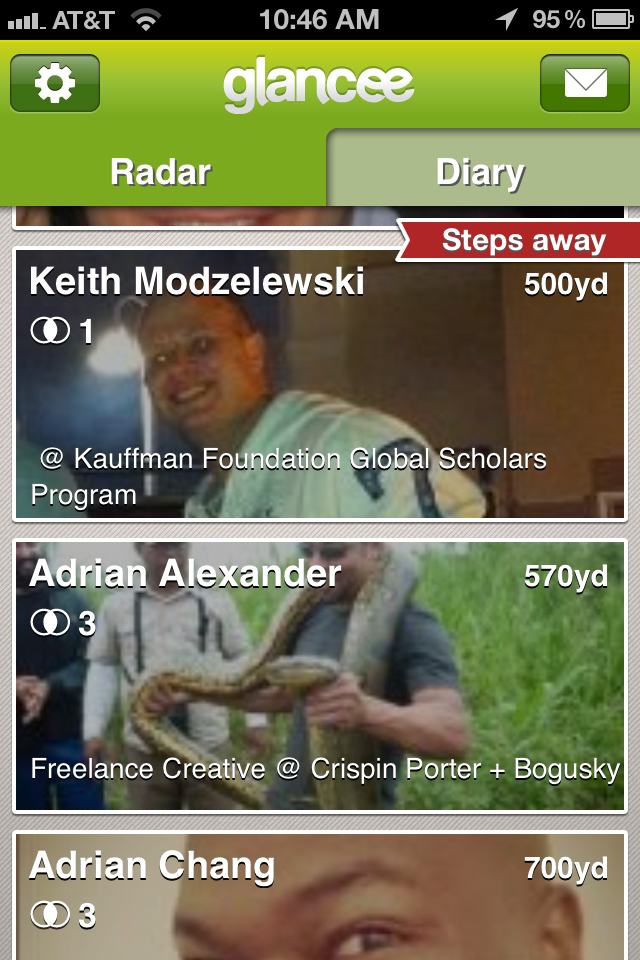 AT&T 10:46 AM 95%
glancee
Radar Diary
Steps away
Keith Modzelewski 500yd
1
@ Kauffman Foundation Global Scholars
Program
Adrian Alexander 570yd
3
Freelance Creative @ Crispin Porter + Bogusky
Adrian Chang 700yd
3